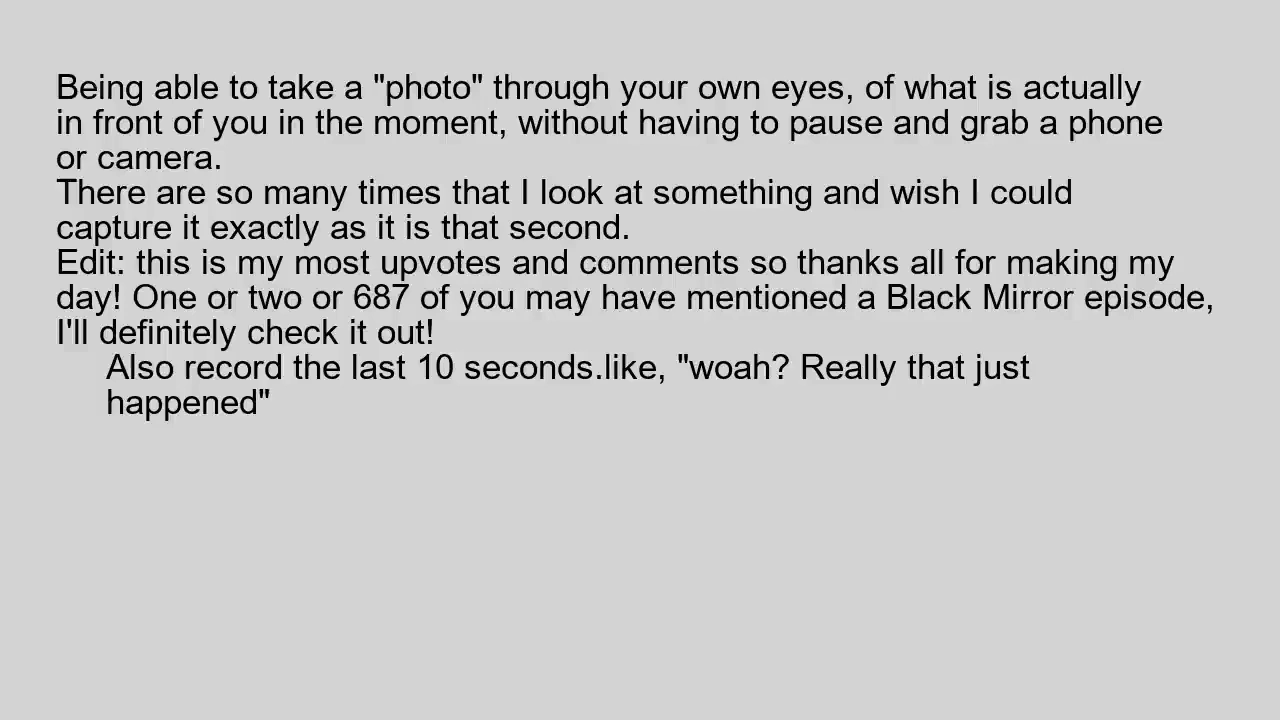 Being able to take a "photo" through your own eyes, of what is actually
in front of you in the moment, without having to pause and grab a phone
or camera.
There are so many times that I look at something and wish I could
capture it exactly as it is that second.
Edit: this is my most upvotes and comments so thanks all for making my
day! One or two or 687 of you may have mentioned a Black Mirror episode,
I'll definitely check it out!
Also record the last 10 seconds.like, "woah? Really that just
happened"